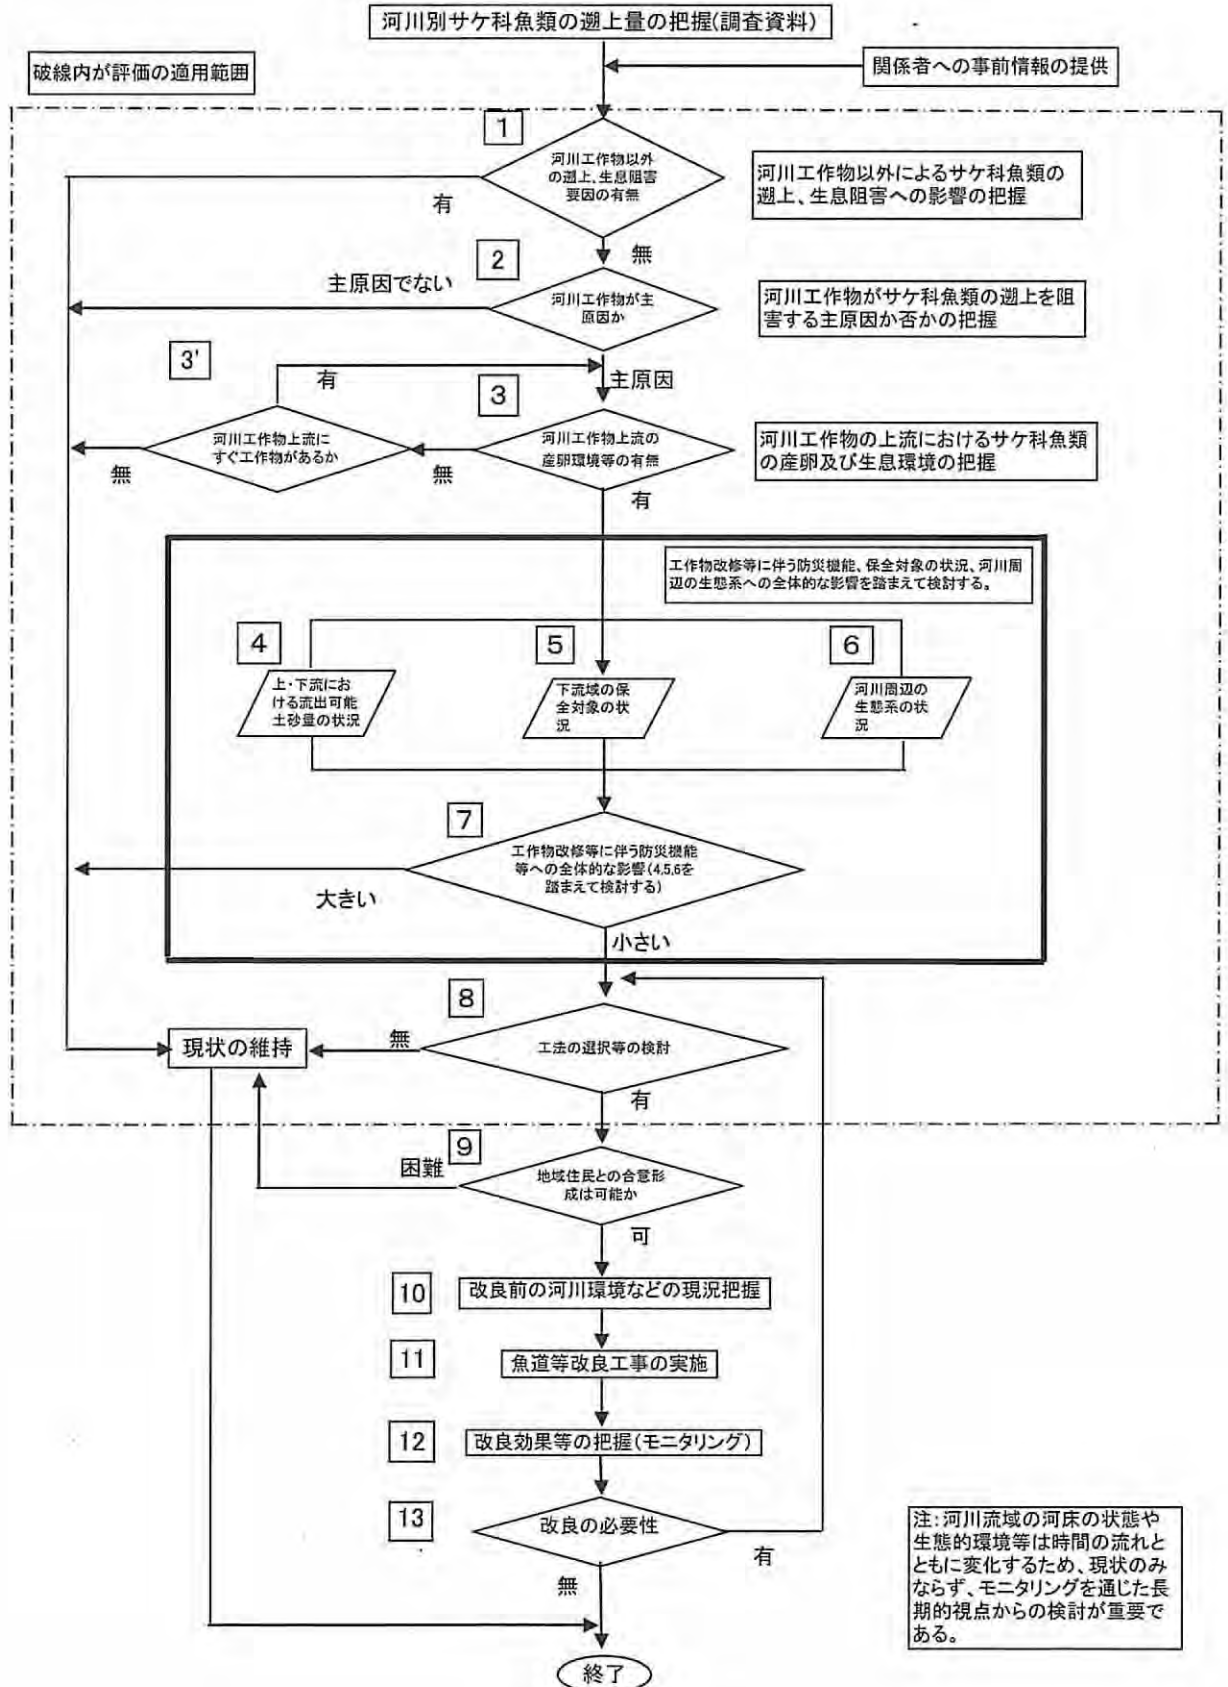 河川別サケ科魚類の遡上量の把握(調査資料)
破線内が評価の適用範囲
関係者への事前情報の提供
1
河川工作物以外
の遡上、生息阻害
要因の有無
河川工作物以外によるサケ科魚類の
遡上、生息阻害への影響の把握
有
無
2
主原因でない
河川工作物が主
原因か
河川工作物がサケ科魚類の遡上を阻
害する主原因か否かの把握
3'
有
主原因
3
河川工作物上流に
すぐ工作物があるか
河川工作物上流の
産卵環境等の有無
河川工作物の上流におけるサケ科魚類
の産卵及び生息環境の把握
無
無
有
工作物改修等に伴う防災機能、保全対象の状況、河川周
辺の生態系への全体的な影響を踏まえて検討する。
4
5
6
上・下流にお
ける流出可能
土砂量の状況
下流域の保
全対象の状
況
河川周辺の
生態系の状
況
7
工作物改修等に伴う防災機能
等への全体的な影響(4,5,6を
踏まえて検討する)
大きい
小さい
8
現状の維持
無
工法の選択等の検討
有
9
困難
地域住民との合意形
成は可能か
可
10
改良前の河川環境などの現況把握
11
魚道等改良工事の実施
12
改良効果等の把握(モニタリング)
13
改良の必要性
有
無
注:河川流域の河床の状態や
生態的環境等は時間の流れと
ともに変化するため、現状のみ
ならず、モニタリングを通じた長
期的視点からの検討が重要で
ある。
終了